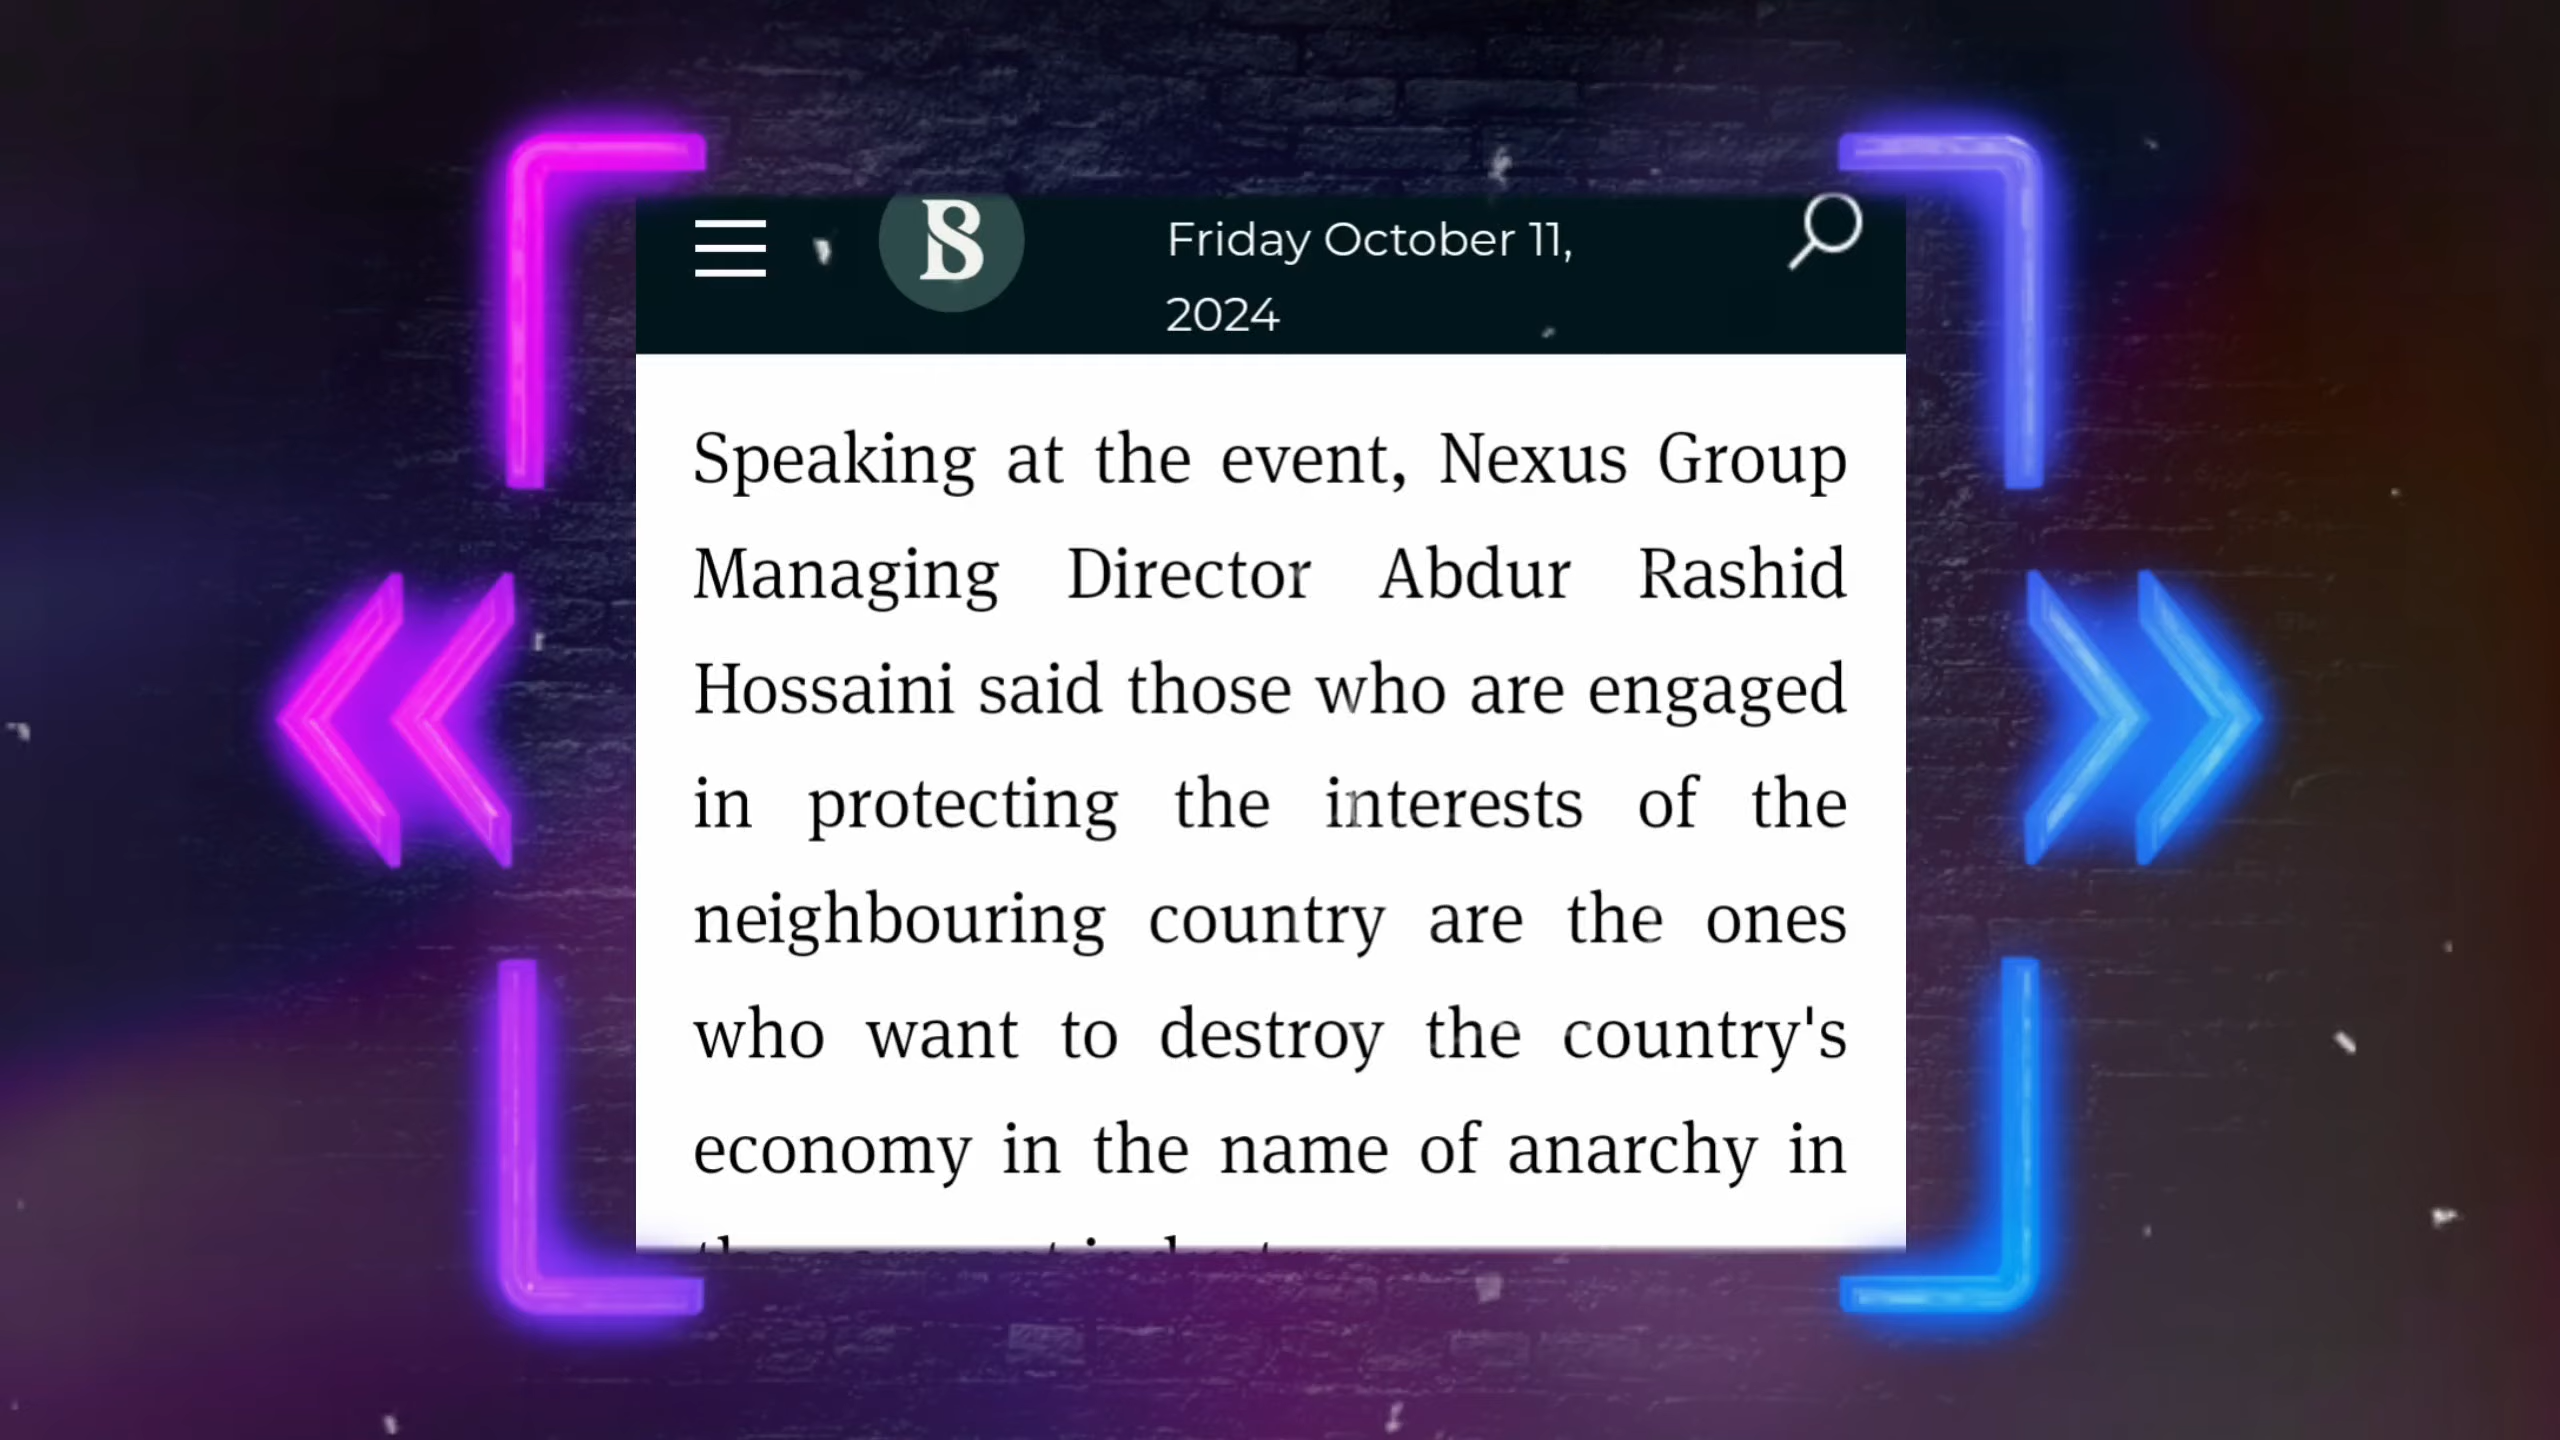 Friday October 11,
2024
Speaking at the event, Nexus Group
Managing Director Abdur Rashid
Hossaini said those who are engaged
in protecting the interests of the
neighbouring country are the ones
who want to destroy the country's
economy in the name of anarchy in